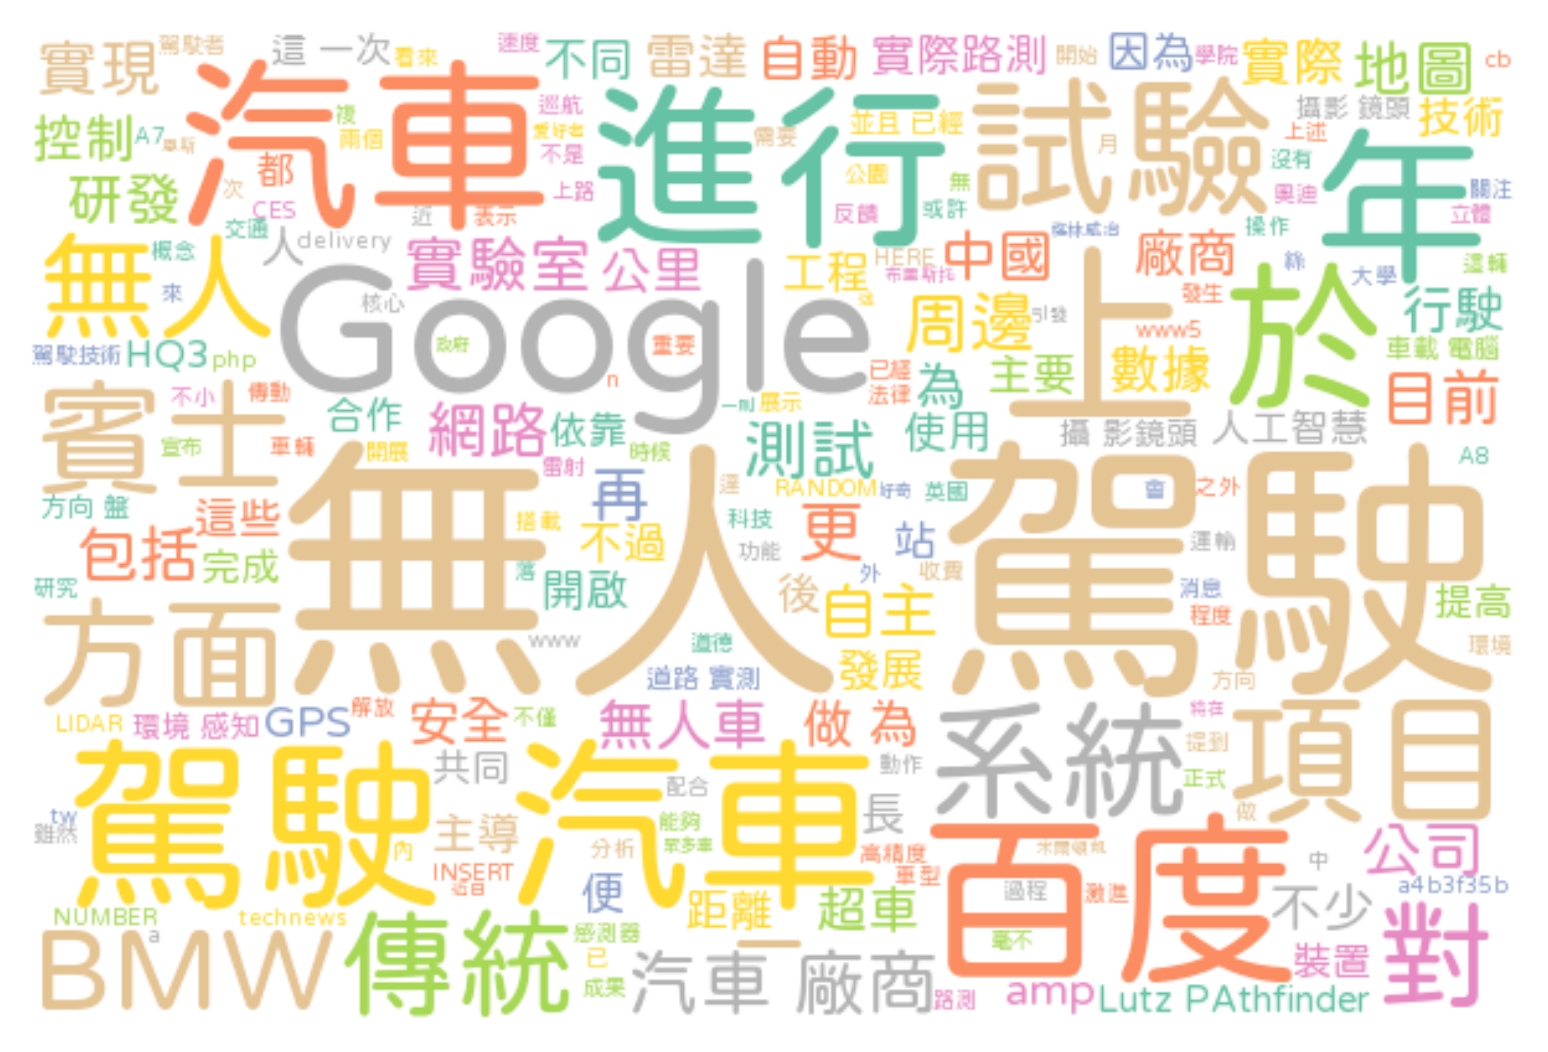 實現
駕駛者
這 一次
看來
速度
不同
雷達
自動
實際路測
開始
因為
學院
實際
地圖
cb
控制
A7
汽車
複
兩個
巡航
愛好者
不是
進行
需要
並且 已經
試驗
月
攝影 鏡頭
技術
上述
沒有
年
研發
都
次
CES
上路
近
表示
公園
反饋
無
或許
奧迪
關注
立體
操作
無人
概念
交通
來
人
delivery
實驗室
公里
工程
HERE
布里斯托
中國
廠商
絲
大學
這輛
駕駛技術
HQ3
php
核心
Google
政府
重要
n
周邊
引發
上
發生
www5
於
行駛
車載 電腦
賓士
不小
傳動
合作
網路
依靠
一則
展示
已經
法律
為
主要
數據
目前
宣布
車輛
開展
雷射
時候
測試
使用
攝 影鏡頭
人工智慧
A8
方向 盤
這些
無人
駕駛
搭載
再
達
RANDOM
好奇
英國
會
之外
包括
完成
不過
科技
功能
更
站
運輸
研究
落
開啟
後
外
收費
自主
消息
程度
提高
方面
www
道德
道路 實測
發展
方向
環境
LIDAR
環境 感知
GPS
解放
安全
不僅
無人車
做 為
系統
將在
提到
正式
項目
駕駛
汽車
共同
配合
動作
tw
雖然
內
主導
長
能夠
眾多車
分析
INSERT
近日
高精度
車型
便
百度
中
做
公司
過程
激進
不少
a4b3f35b
NUMBER
a
technews
距離
超車
毫不
BMW
傳統
感測器
已
成果
一
汽車 廠商
路測
裝置
對
amp
Lutz PAthfinder